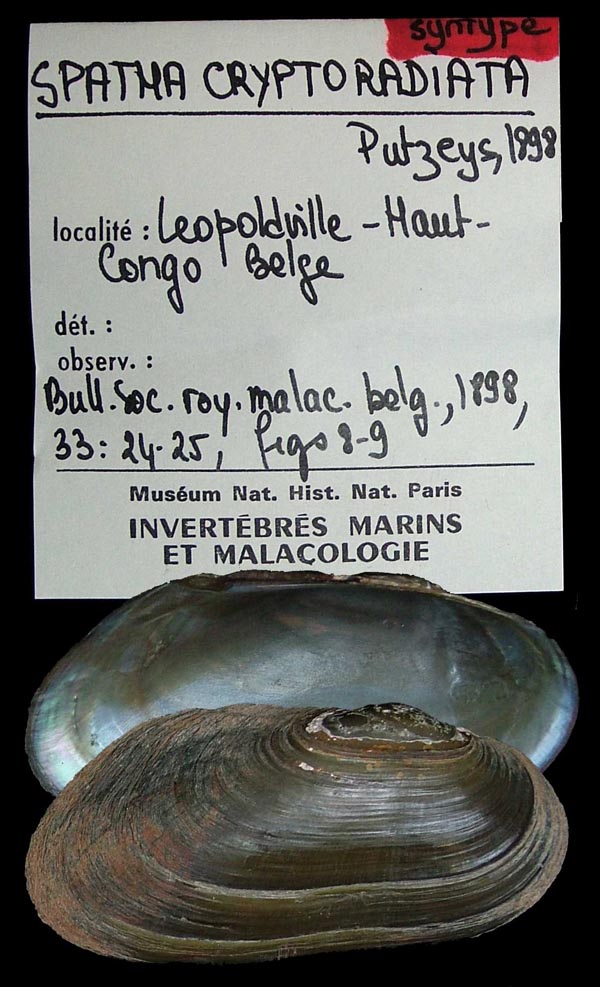 syntype
SPATHA CRYPTORADIATA
Putzeys, 1898
localité : Leopoldville - Haut-
Congo Belge
dét. :
observ. :
Bull. Soc. roy. malac. belg., 1898,
33: 24-25, figs 8-9
Muséum Nat. Hist. Nat. Paris
INVERTÉBRÉS MARINS
ET MALACOLOGIE